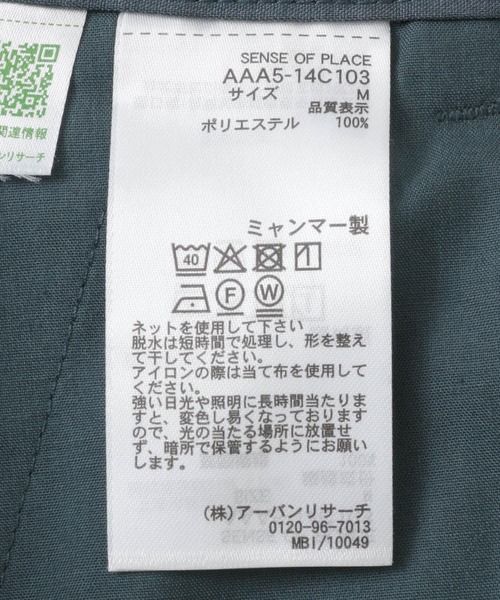 関連情報
バンリサーチ
SENSE OF PLACE
AAA5-14C103
サイズ M
品質表示
ポリエステル 100%
ミャンマー製
40
F W
ネットを使用して下さい
脱水は短時間で処理し、形を整え
て干してください。
アイロンの際は当て布を使用して
ください。
強い日光や照明に長時間当たりま
すと、変色し易くなっております
ので、光の当たる場所に放置せ
ず、暗所で保管するようにお願い
します。
(株)アーバンリサーチ
0120-96-7013
MBI/10049